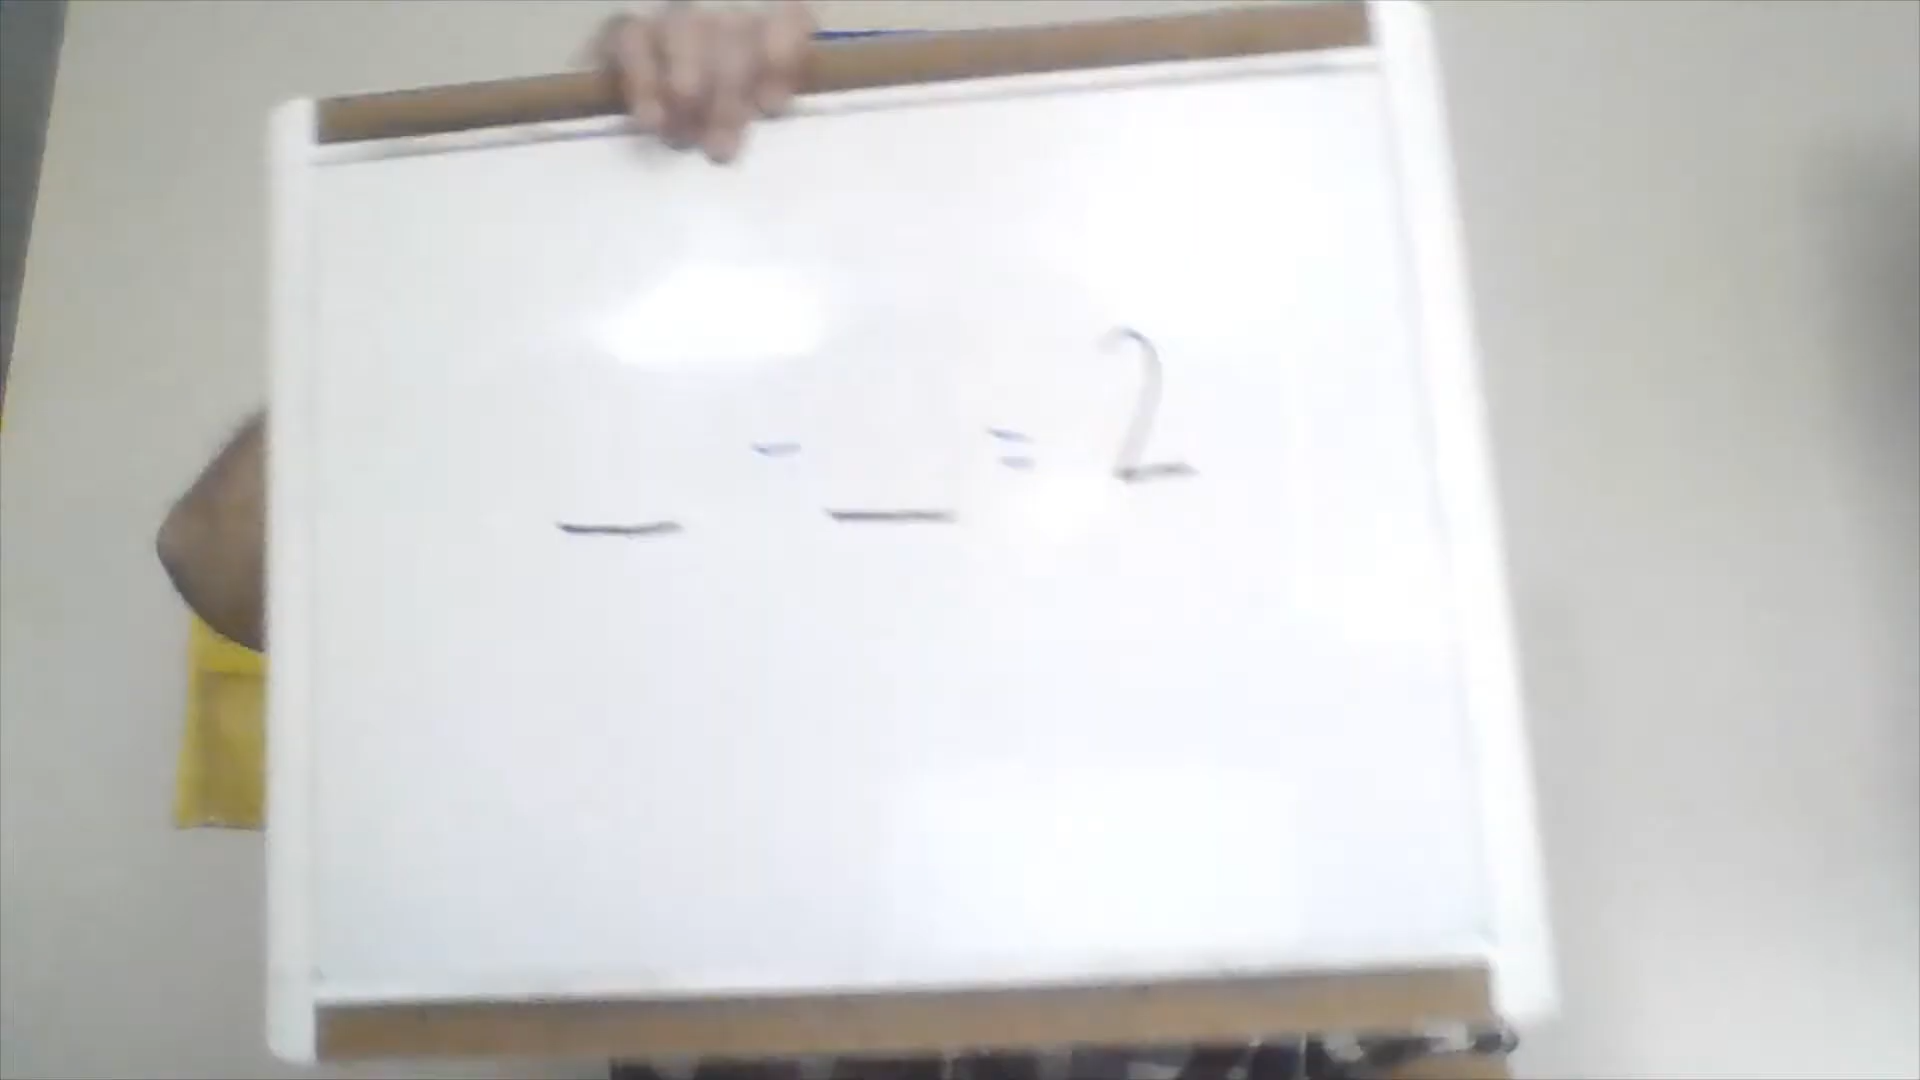 _ - _ = 2